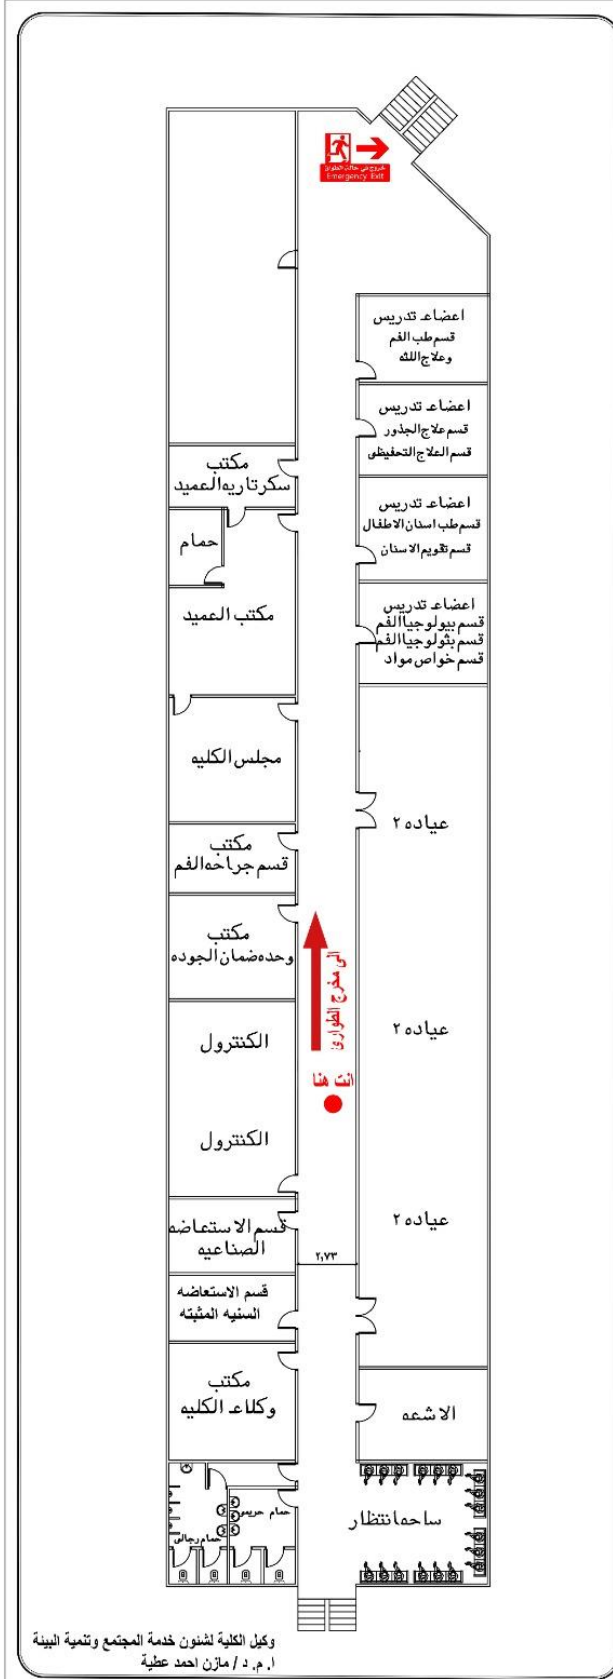 خروج في حالة الطوارئ
Emergency Exit
اعضاء تدريس
قسم طب الفم
وعلاج اللثه
مكتب
سكرتاريه العميد
اعضاء تدريس
قسم علاج الجذور
قسم العلاج التحفيظى
حمام
اعضاء تدريس
قسم طب اسنان الاطفال
قسم تقويم الاسنان
مكتب العميد
اعضاء تدريس
قسم بيولوجيا الفم
قسم بثولوجيا الفم
قسم خواص مواد
مجلس الكليه
عياده ٢
مكتب
قسم جراحه الفم
مكتب
وحده ضمان الجوده
الى مخرج الطوارئ
انت هنا
الكنترول
عياده ٢
الكنترول
قسم الاستعاضه
الصناعيه
عياده ٢
٢,٧٣
قسم الاستعاضه
السنيه المثبته
مكتب
وكلاء الكليه
الاشعه
حمام حريمى
حمام رجالى
ساحه انتظار
وكيل الكلية لشئون خدمة المجتمع وتنمية البيئة
ا. م. د / مازن احمد عطية